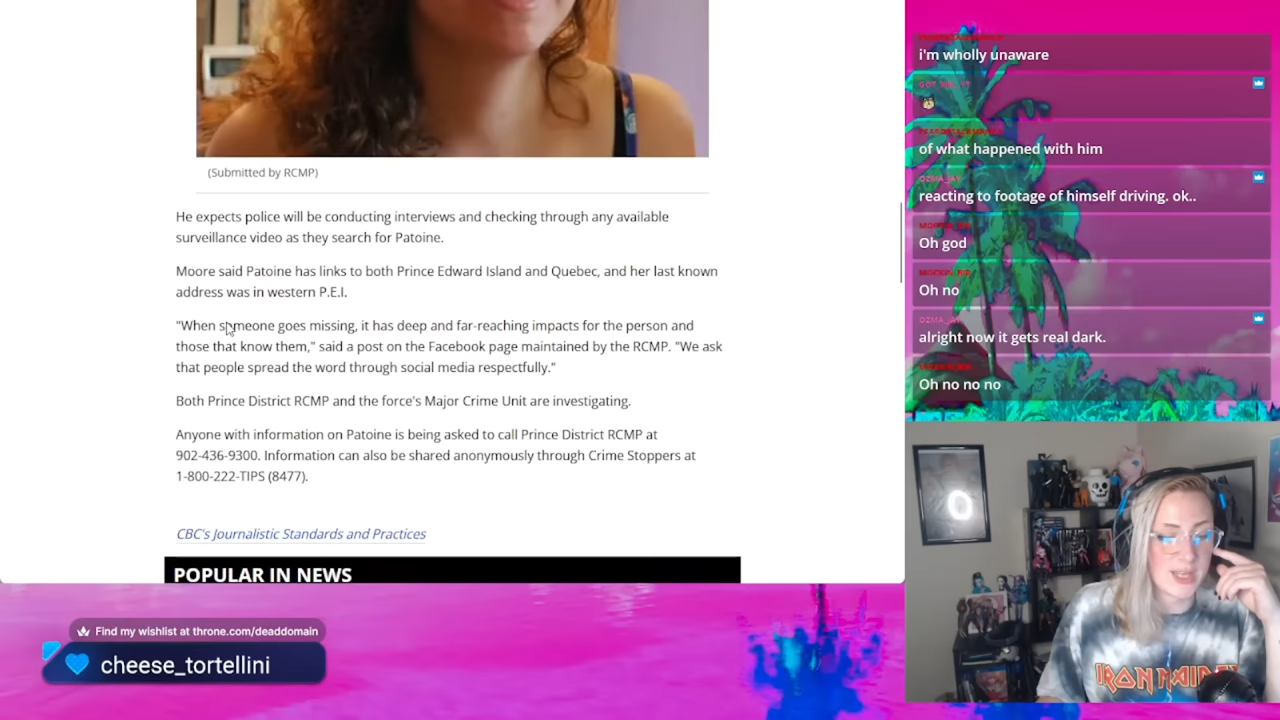 (Submitted by RCMP)
He expects police will be conducting interviews and checking through any available
surveillance video as they search for Patoine.
Moore said Patoine has links to both Prince Edward Island and Quebec, and her last known
address was in western P.E.I.
"When someone goes missing, it has deep and far-reaching impacts for the person and
those that know them," said a post on the Facebook page maintained by the RCMP. "We ask
that people spread the word through social media respectfully."
Both Prince District RCMP and the force's Major Crime Unit are investigating.
Anyone with information on Patoine is being asked to call Prince District RCMP at
902-436-9300. Information can also be shared anonymously through Crime Stoppers at
1-800-222-TIPS (8477).
CBC's Journalistic Standards and Practices
POPULAR IN NEWS
Find my wishlist at throne.com/deaddomain
cheese_tortellini
i'm wholly unaware
of what happened with him
OZMA_JAY
reacting to footage of himself driving. ok..
Oh god
Oh no
OZMA_JAY
alright now it gets real dark.
Oh no no no
IRON MAIDEN